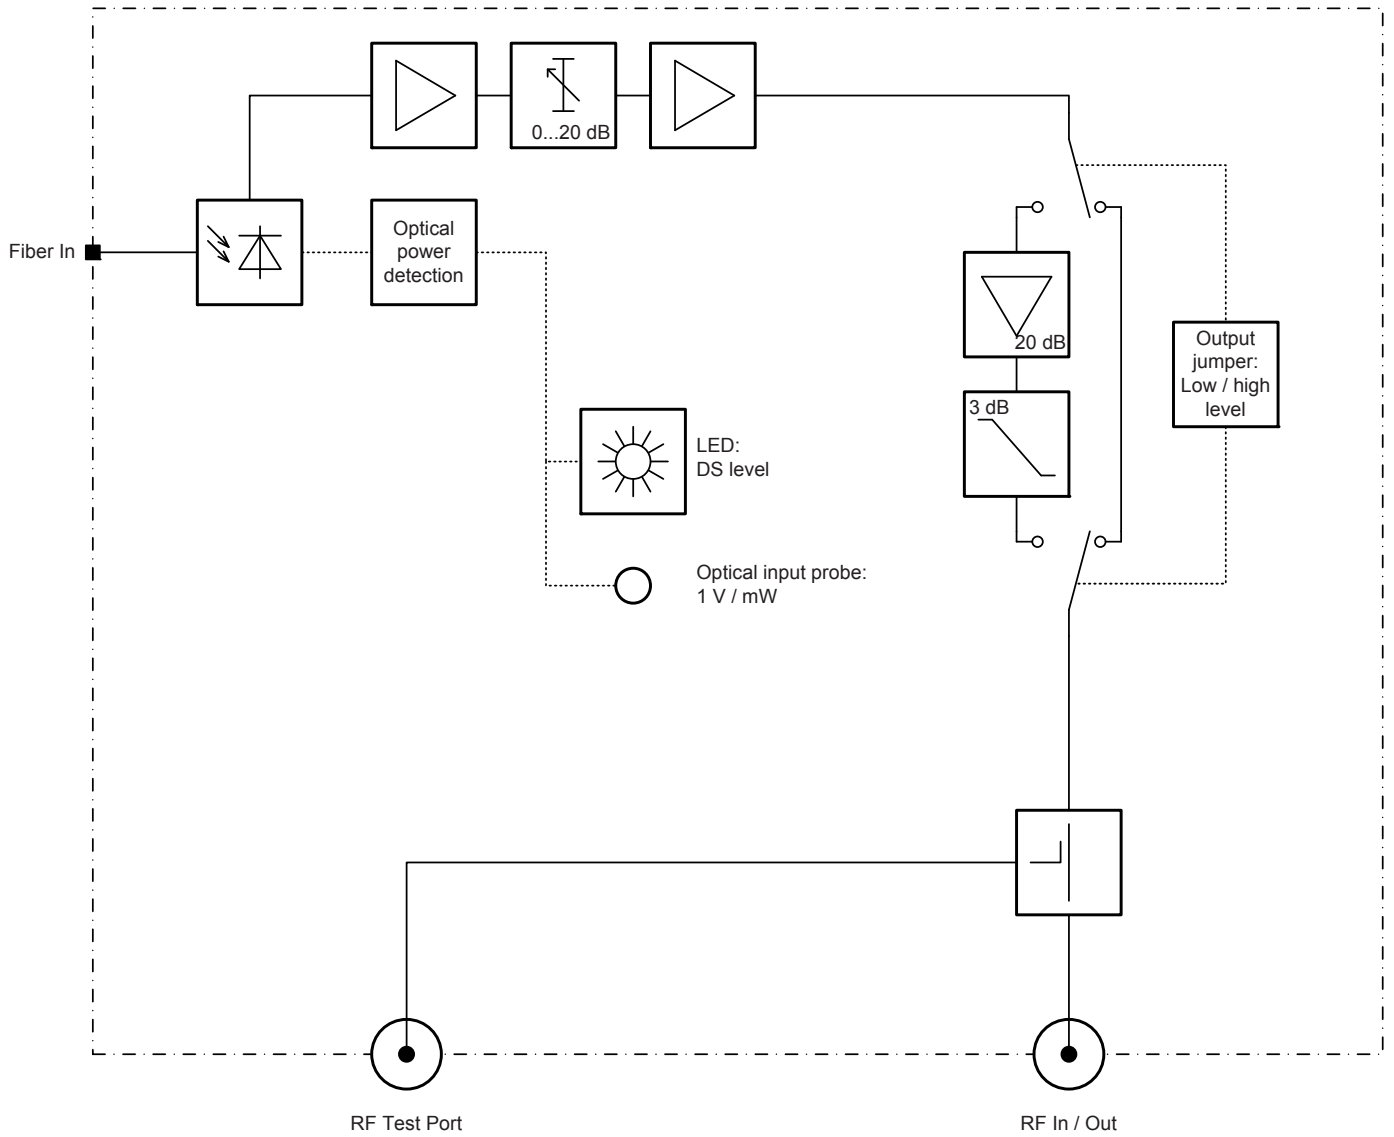 0...20 dB
Fiber In
Optical
power
detection
20 dB
Output
jumper:
Low / high
level
3 dB
LED:
DS level
Optical input probe:
1 V / mW
RF Test Port
RF In / Out